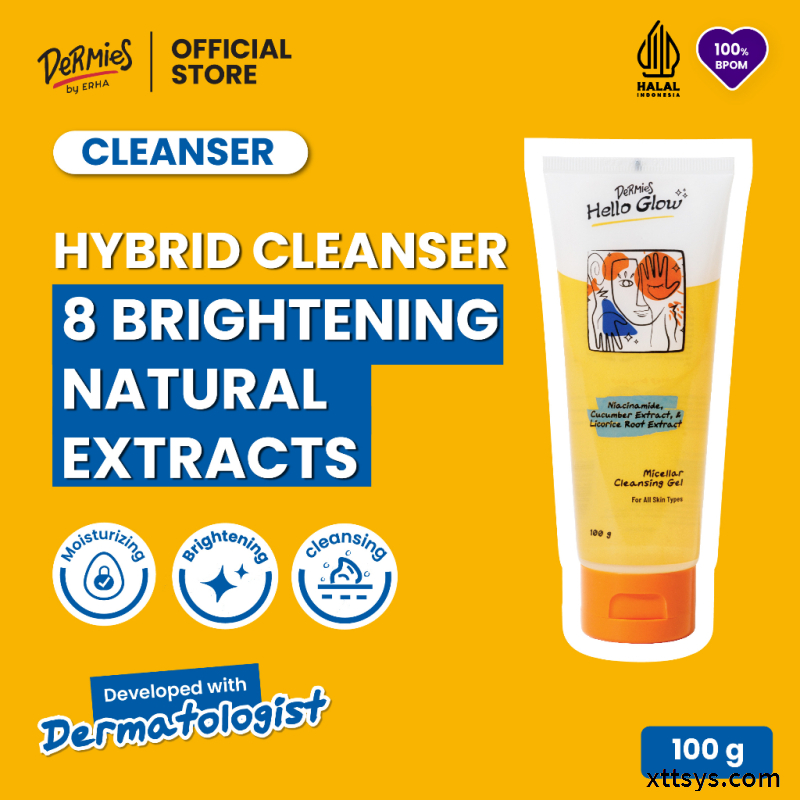 DERMIES
by ERHA
OFFICIAL
STORE
HALAL
INDONESIA
100%
BPOM
CLEANSER
HYBRID CLEANSER
8 BRIGHTENING
NATURAL
EXTRACTS
Moisturizing
Brightening
Cleansing
Developed with
Dermatologist
DERMIES
Hello Glow
Niacinamide,
Cucumber Extract, &
Licorice Root Extract
Micellar
Cleansing Gel
For All Skin Types
100 g
100 g
xttsys.com